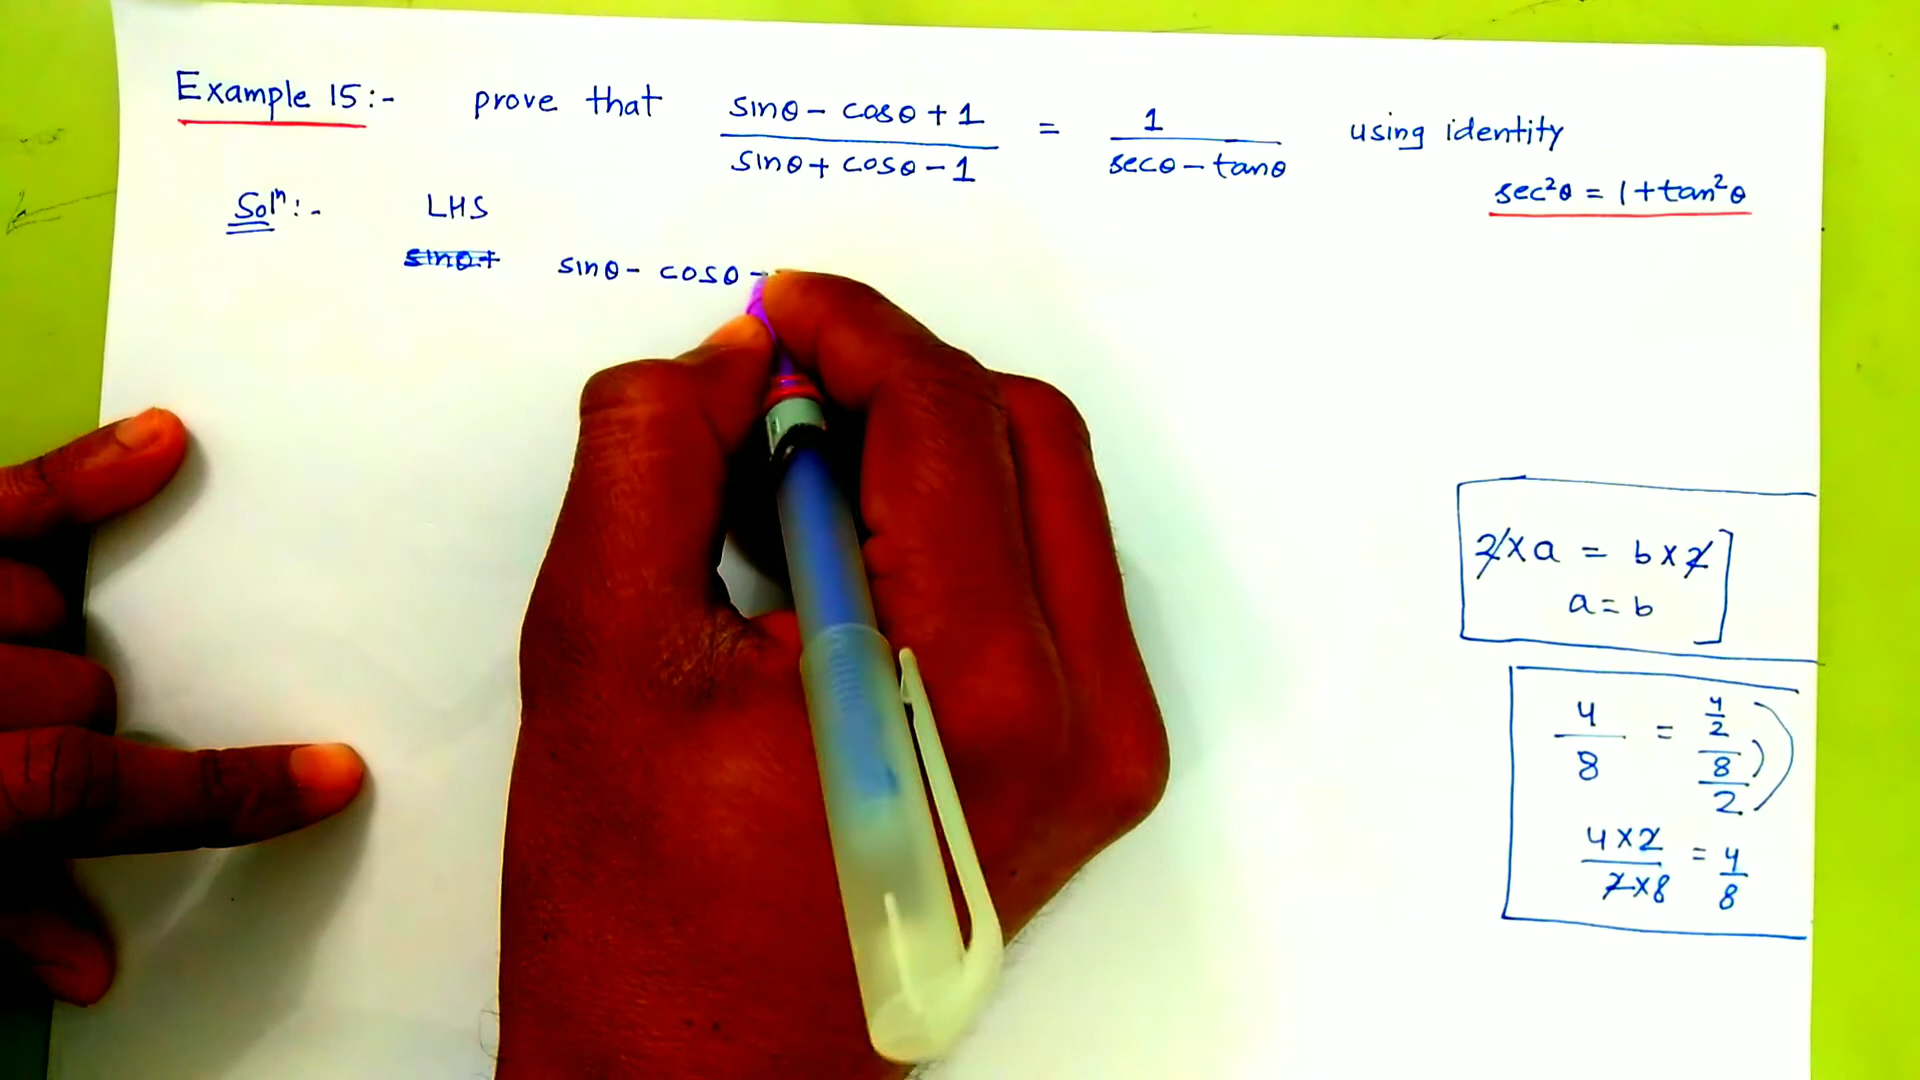 Example 15:- prove that sinθ - cosθ + 1 / sinθ + cosθ - 1 = 1 / secθ - tanθ using identity
sec²θ = 1 + tan²θ
Solⁿ:- LHS
sinθ - cosθ
2 × a = b × 2
a = b
4/8 = 4/2 / 8/2
4 × 2 / 2 × 8 = 4/8